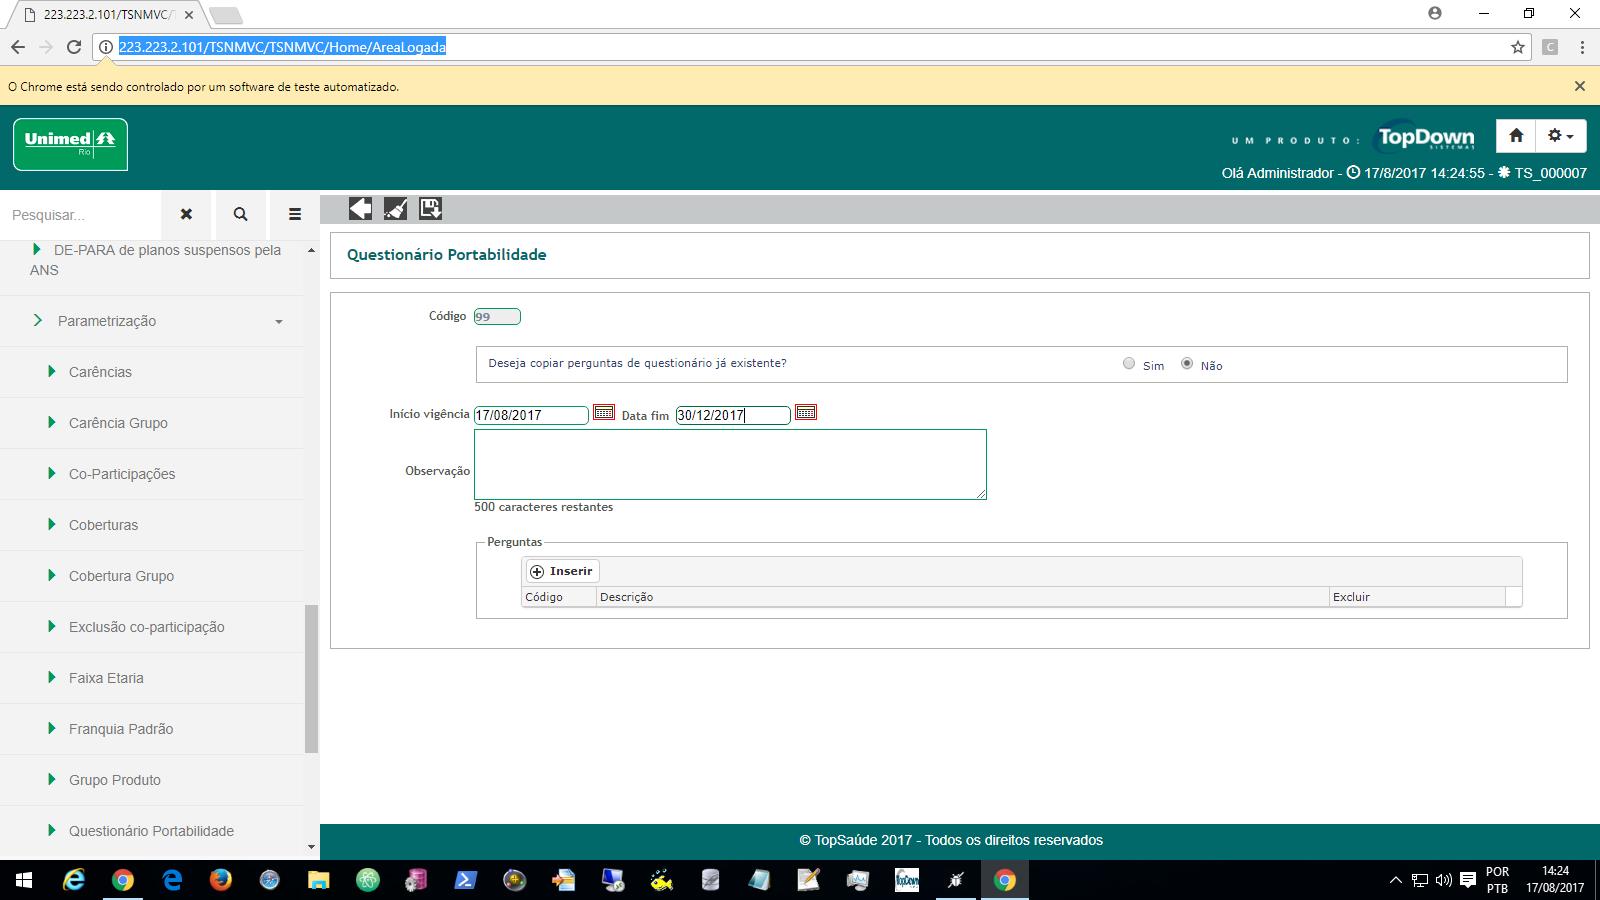 223.223.2.101/TSNMVC/T
223.223.2.101/TSNMVC/TSNMVC/Home/AreaLogada
C
O Chrome está sendo controlado por um software de teste automatizado.
Unimed
Rio
UM PRODUTO:
TopDown
SISTEMAS
Olá Administrador - 17/8/2017 14:24:55 - TS_000007
Pesquisar...
DE-PARA de planos suspensos pela
ANS
Parametrização
Carências
Carência Grupo
Co-Participações
Coberturas
Cobertura Grupo
Exclusão co-participação
Faixa Etaria
Franquia Padrão
Grupo Produto
Questionário Portabilidade
Questionário Portabilidade
Código 99
Deseja copiar perguntas de questionário já existente? Sim Não
Início vigência 17/08/2017 Data fim 30/12/2017
Observação
500 caracteres restantes
Perguntas
Inserir
Código Descrição Excluir
© TopSaúde 2017 - Todos os direitos reservados
TopDown
POR
PTB
14:24
17/08/2017